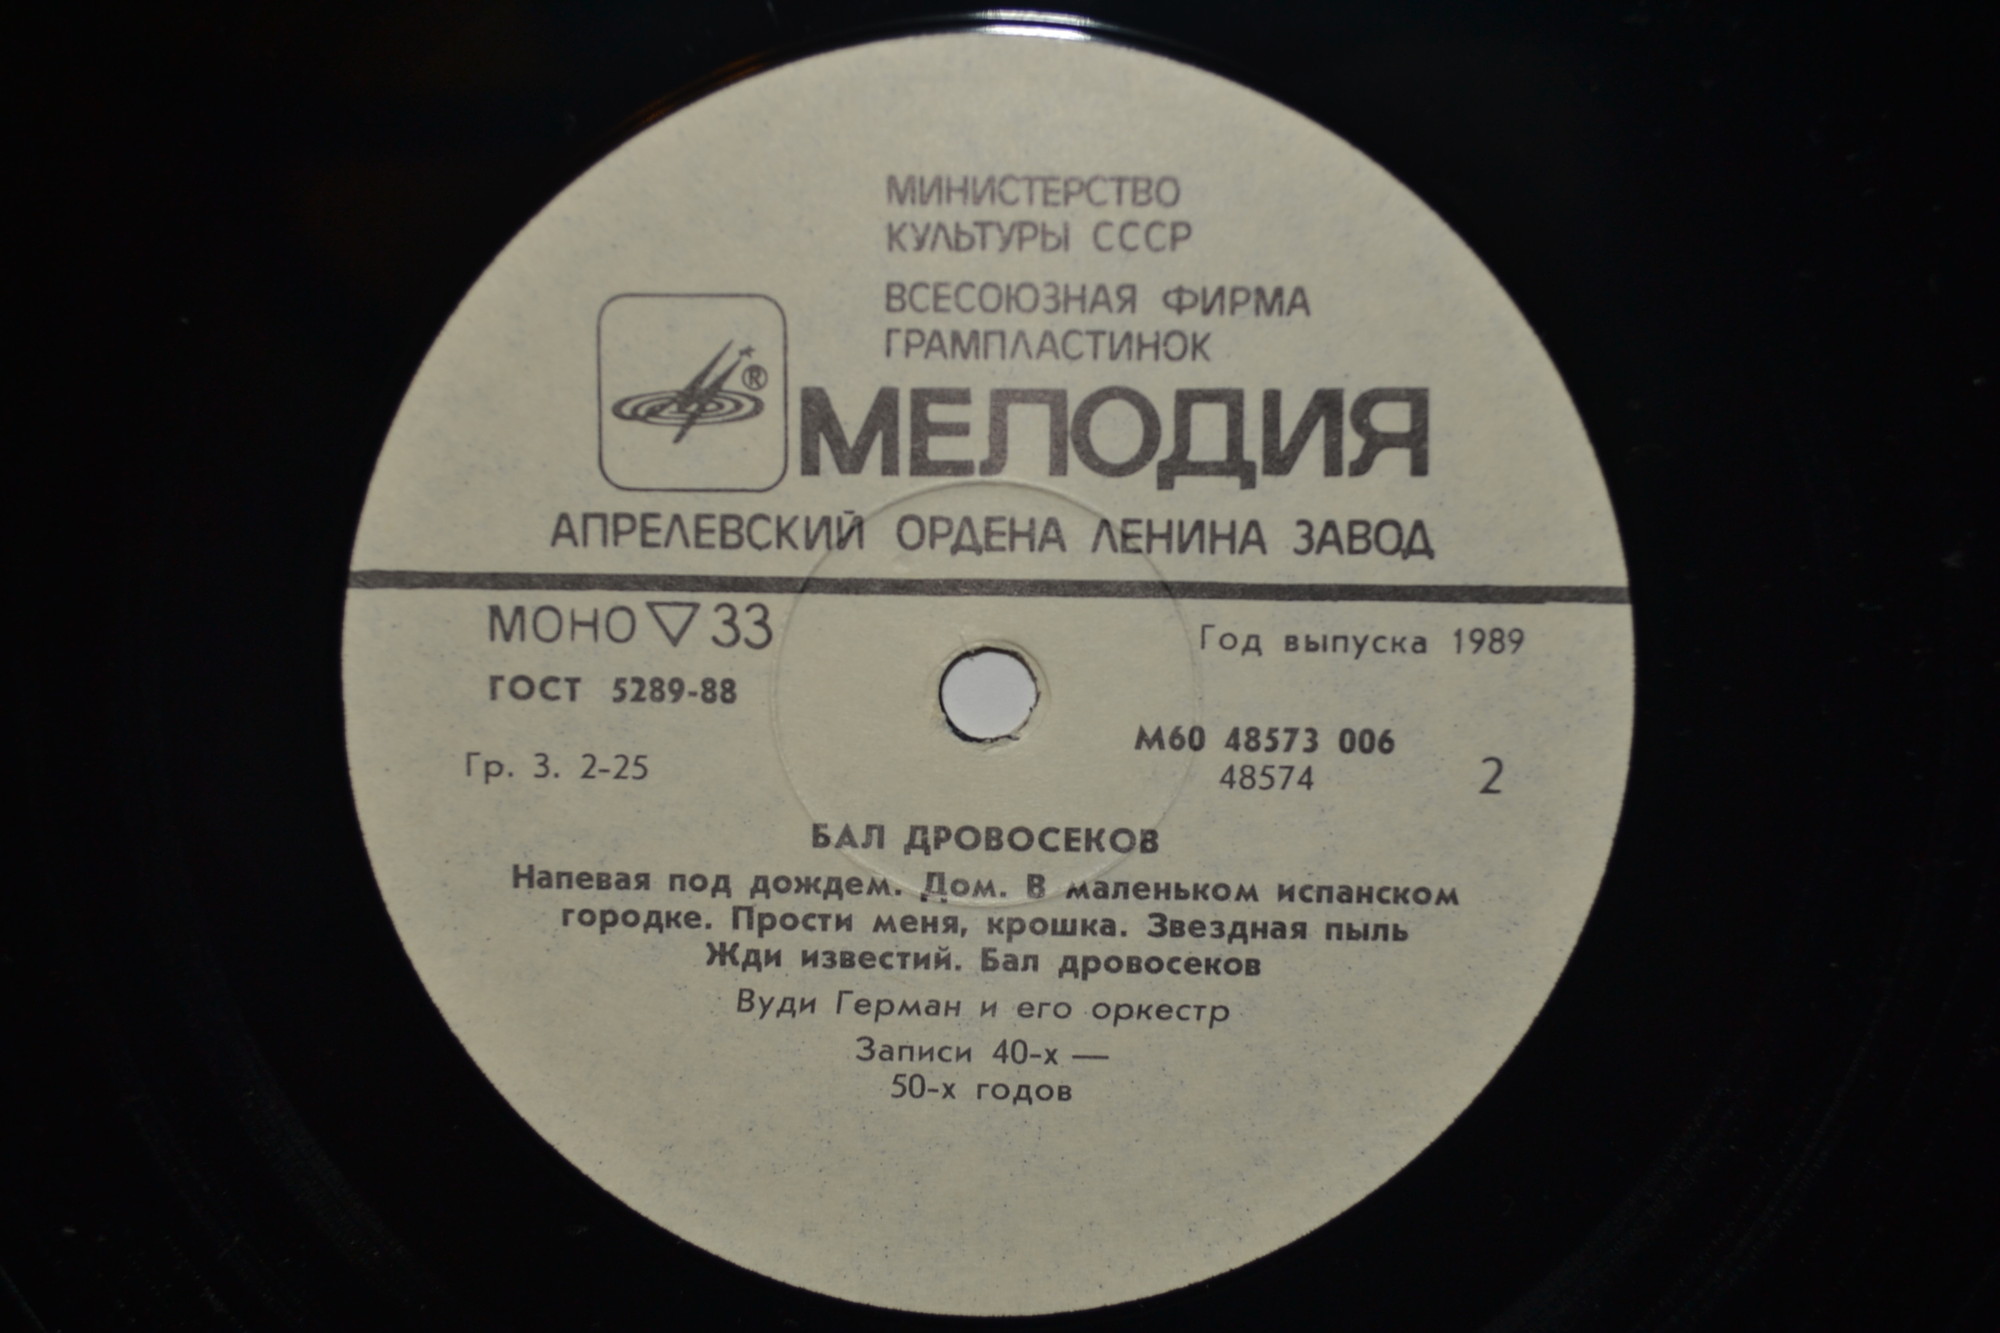 МИНИСТЕРСТВО
КУЛЬТУРЫ СССР
ВСЕСОЮЗНАЯ ФИРМА
ГРАМПЛАСТИНОК
®
МЕЛОДИЯ
АПРЕЛЕВСКИЙ ОРДЕНА ЛЕНИНА ЗАВОД
МОНО ▽ 33
Год выпуска 1989
ГОСТ 5289-88
М60 48573 006
Гр. 3. 2-25
48574
2
БАЛ ДРОВОСЕКОВ
Напевая под дождем. Дом. В маленьком испанском
городке. Прости меня, крошка. Звездная пыль
Жди известий. Бал дровосеков
Вуди Герман и его оркестр
Записи 40-х —
50-х годов